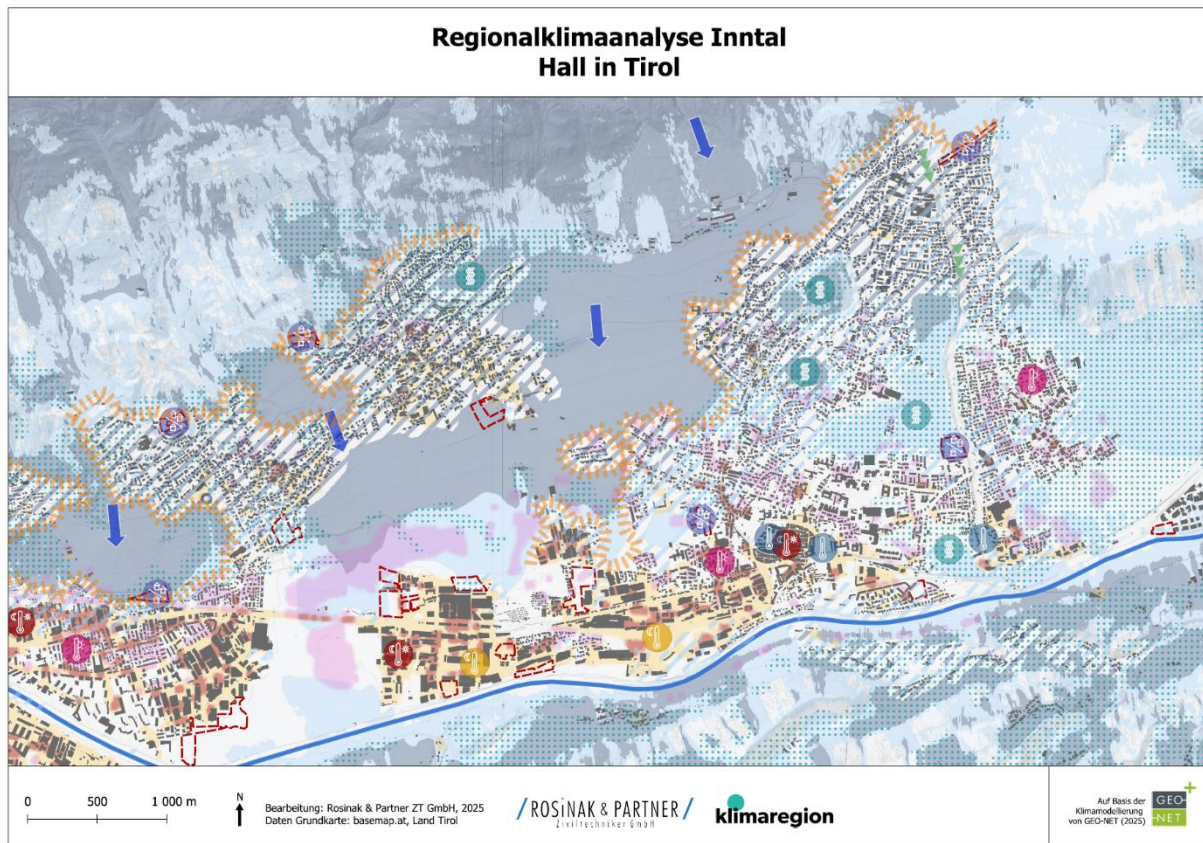 Regionalklimaanalyse Inntal
Hall in Tirol
0 500 1 000 m
N
Bearbeitung: Rosinak & Partner ZT GmbH, 2025
Daten Grundkarte: basemap.at, Land Tirol
/ ROSINAK & PARTNER /
Ziviltechniker GmbH
klimaregion
Auf Basis der
Klimamodellierung
von GEO-NET (2025)
GEO-
NET